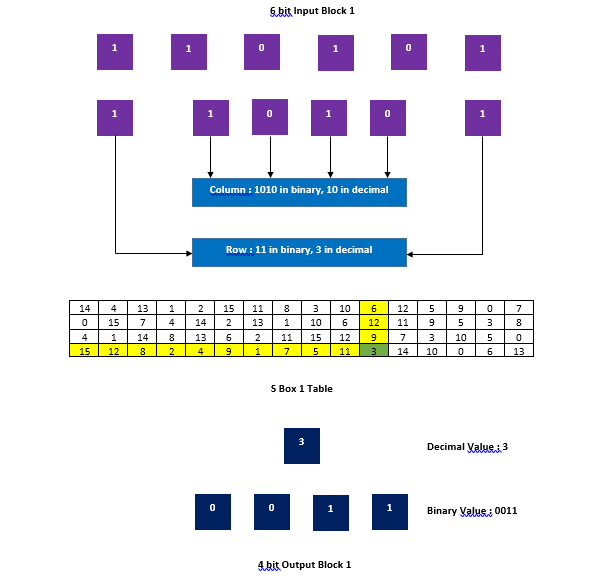 6 bit Input Block 1
1 1 0 1 0 1
1 1 0 1 0 1
Column : 1010 in binary, 10 in decimal
Row : 11 in binary, 3 in decimal
14 4 13 1 2 15 11 8 3 10 6 12 5 9 0 7
0 15 7 4 14 2 13 1 10 6 12 11 9 5 3 8
4 1 14 8 13 6 2 11 15 12 9 7 3 10 5 0
15 12 8 2 4 9 1 7 5 11 3 14 10 0 6 13
S Box 1 Table
3
Decimal Value : 3
0 0 1 1
Binary Value : 0011
4 bit Output Block 1